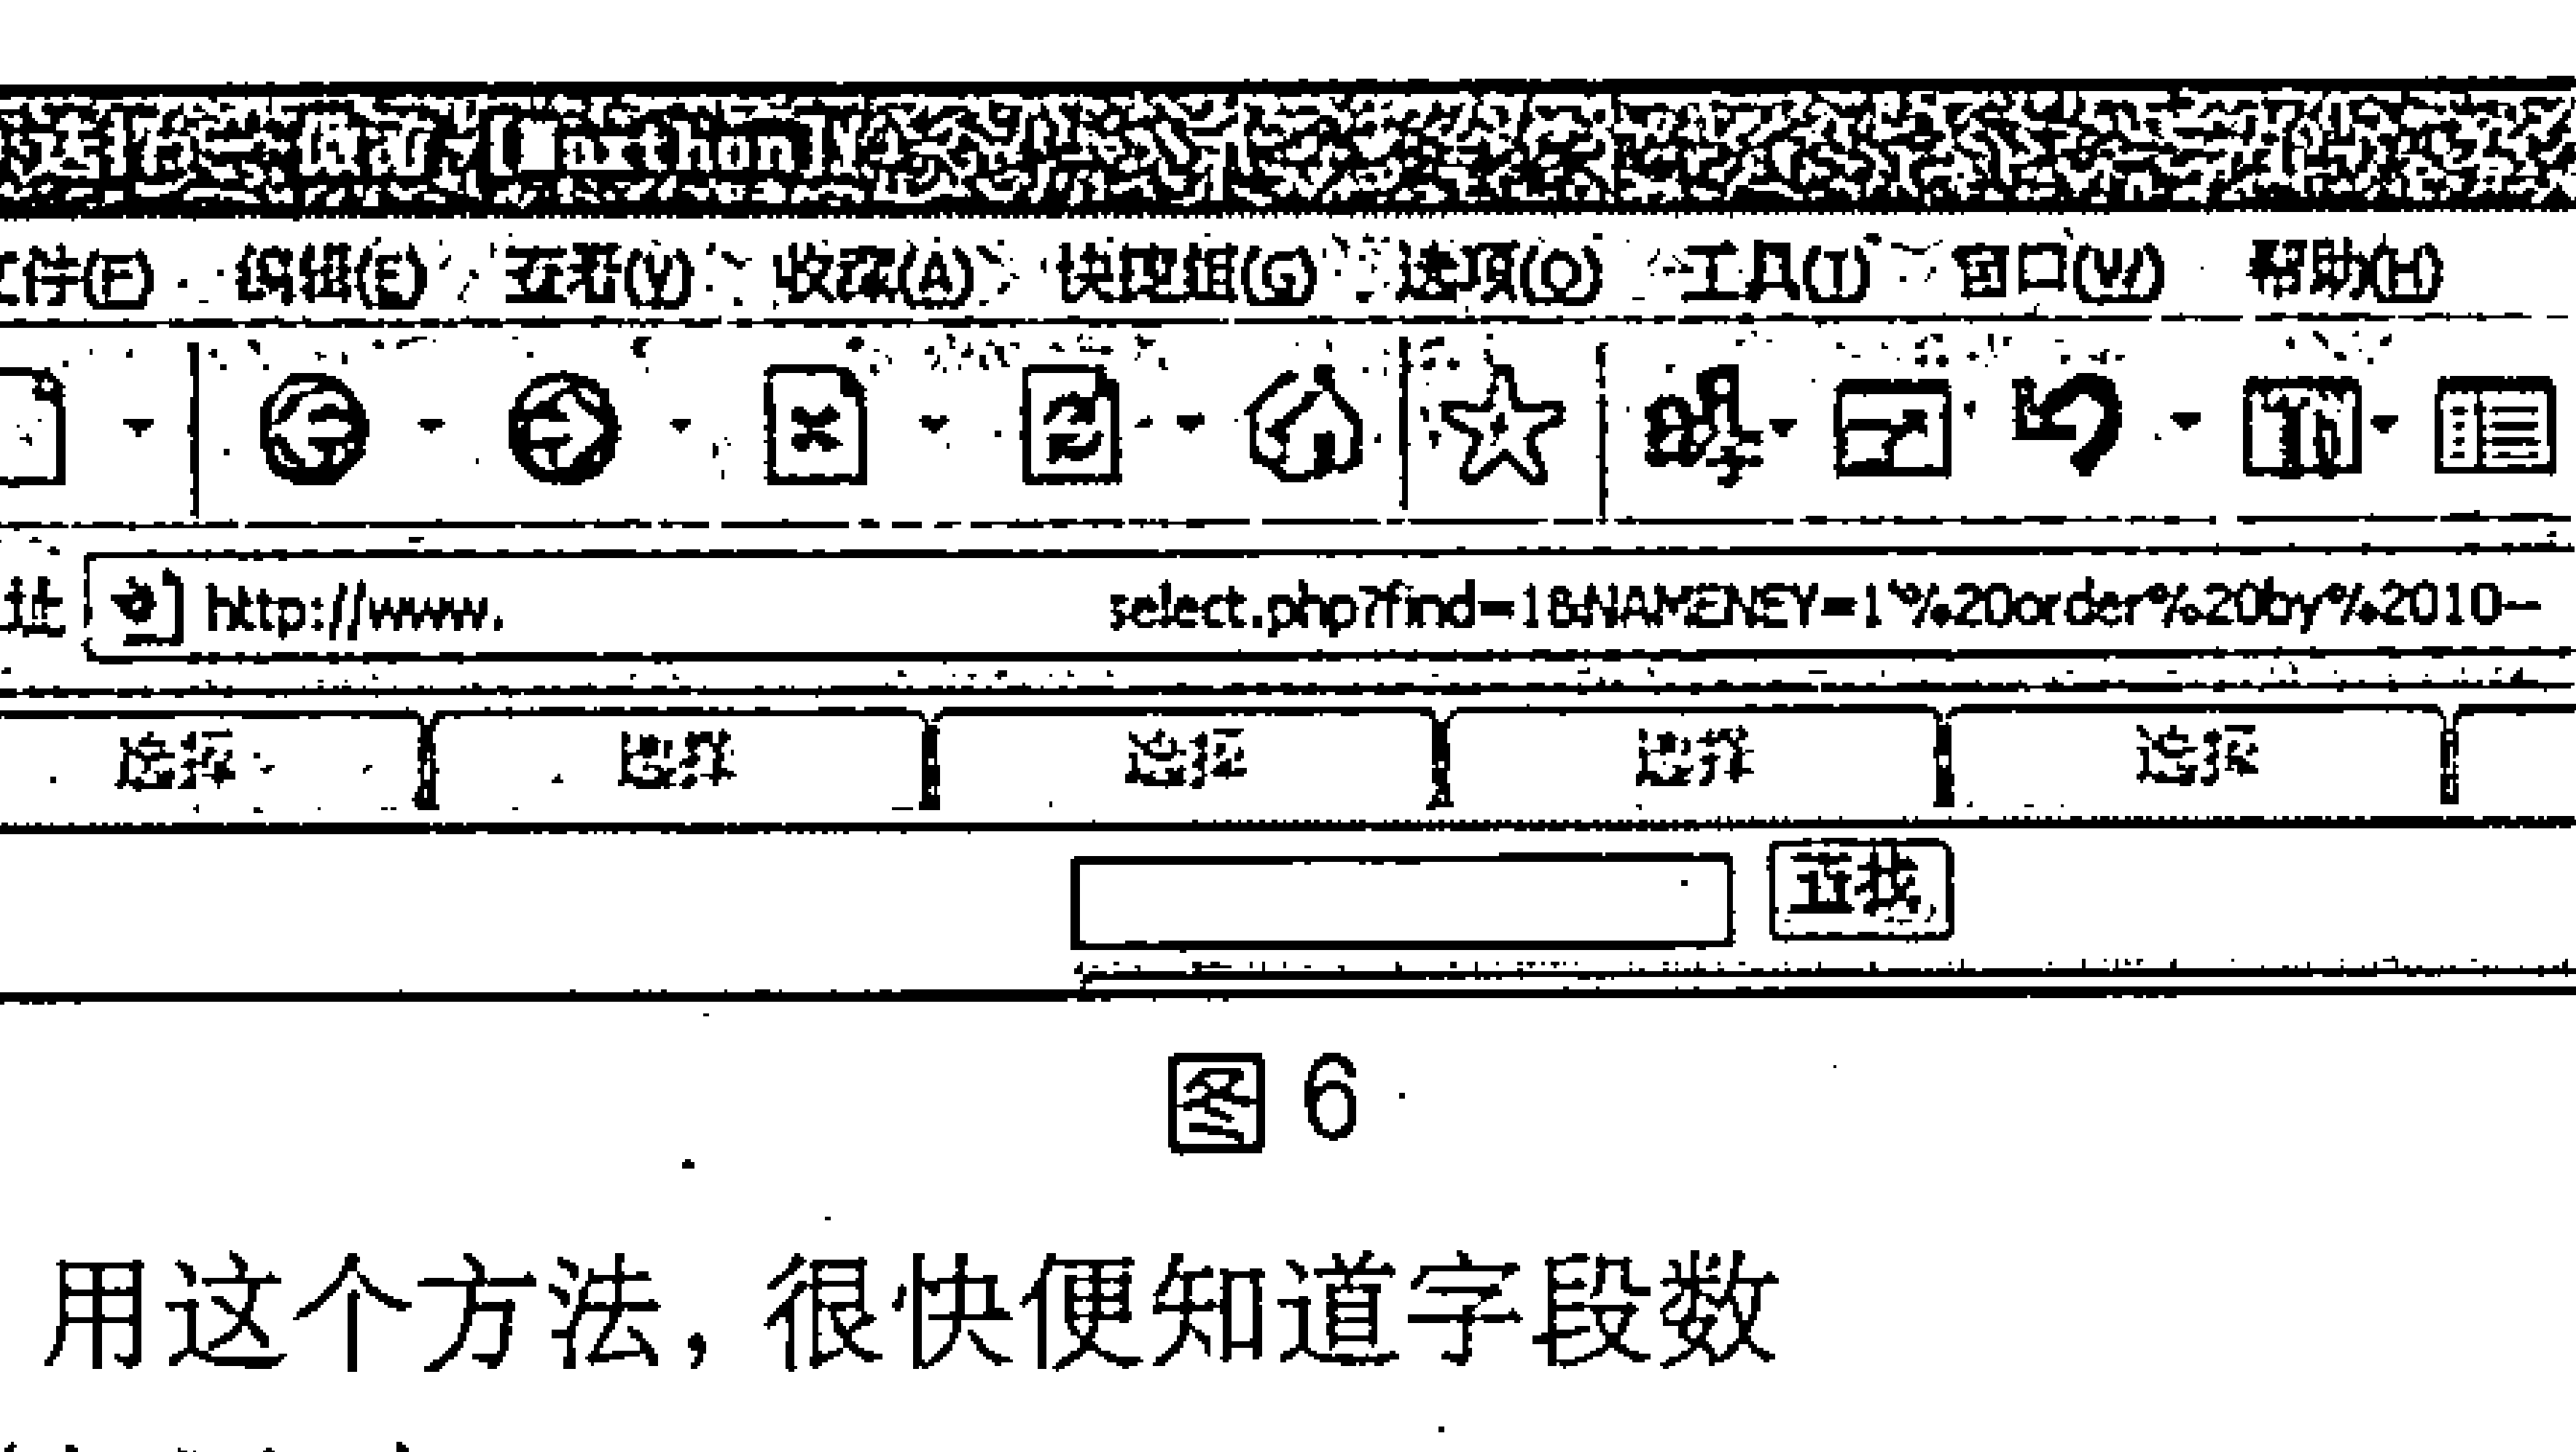 [Maxthon]
文件(F) 编辑(E) 查看(V) 收藏(A) 快捷组(G) 选项(O) 工具(T) 窗口(W) 帮助(H)
址 http://www. select.php?find=1&NAMENEY=1'%20order%20by%2010--
选择 选择 选择 选择 选择
查找
图 6
用这个方法，很快便知道字段数